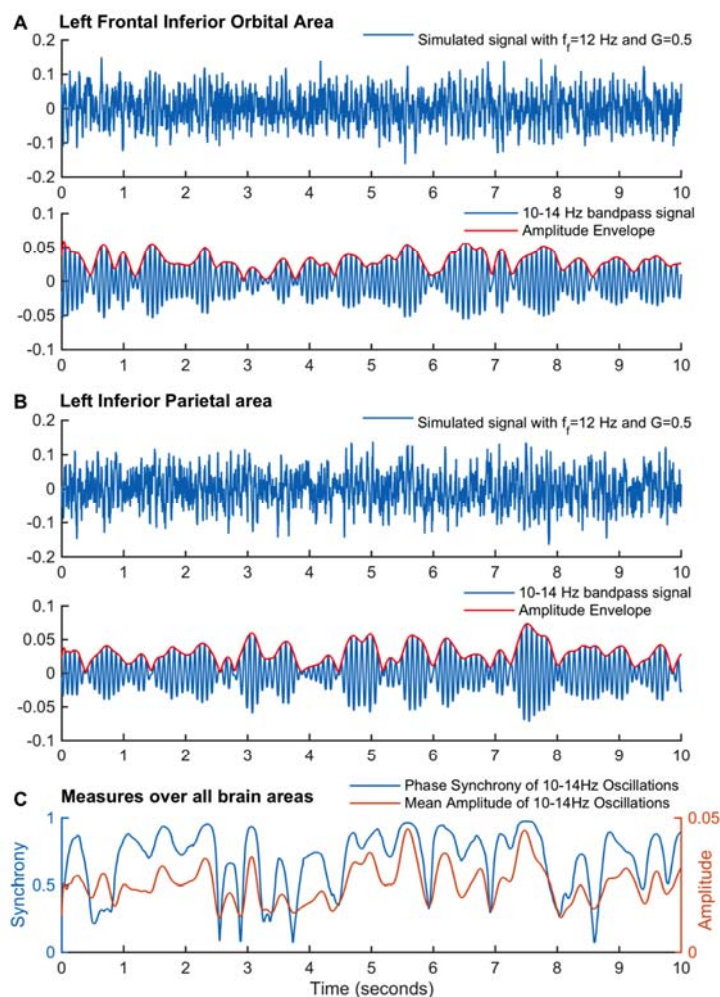 A Left Frontal Inferior Orbital Area
Simulated signal with f_f=12 Hz and G=0.5
0.2
0.1
0
-0.1
0.2
0 1 2 3 4 5 6 7 8 9 10
0.1
0.05
0
-0.05
-0.1
10-14 Hz bandpass signal
Amplitude Envelope
0 1 2 3 4 5 6 7 8 9 10
B Left Inferior Parietal area
Simulated signal with f_f=12 Hz and G=0.5
0.2
0.1
0
-0.1
-0.2
0 1 2 3 4 5 6 7 8 9 10
0.1
0.05
0
-0.05
-0.1
10-14 Hz bandpass signal
Amplitude Envelope
0 1 2 3 4 5 6 7 8 9 10
C Measures over all brain areas
Phase Synchrony of 10-14Hz Oscillations
Mean Amplitude of 10-14Hz Oscillations
Synchrony
1
0.5
0
0.05
0
Amplitude
0 1 2 3 4 5 6 7 8 9 10
Time (seconds)